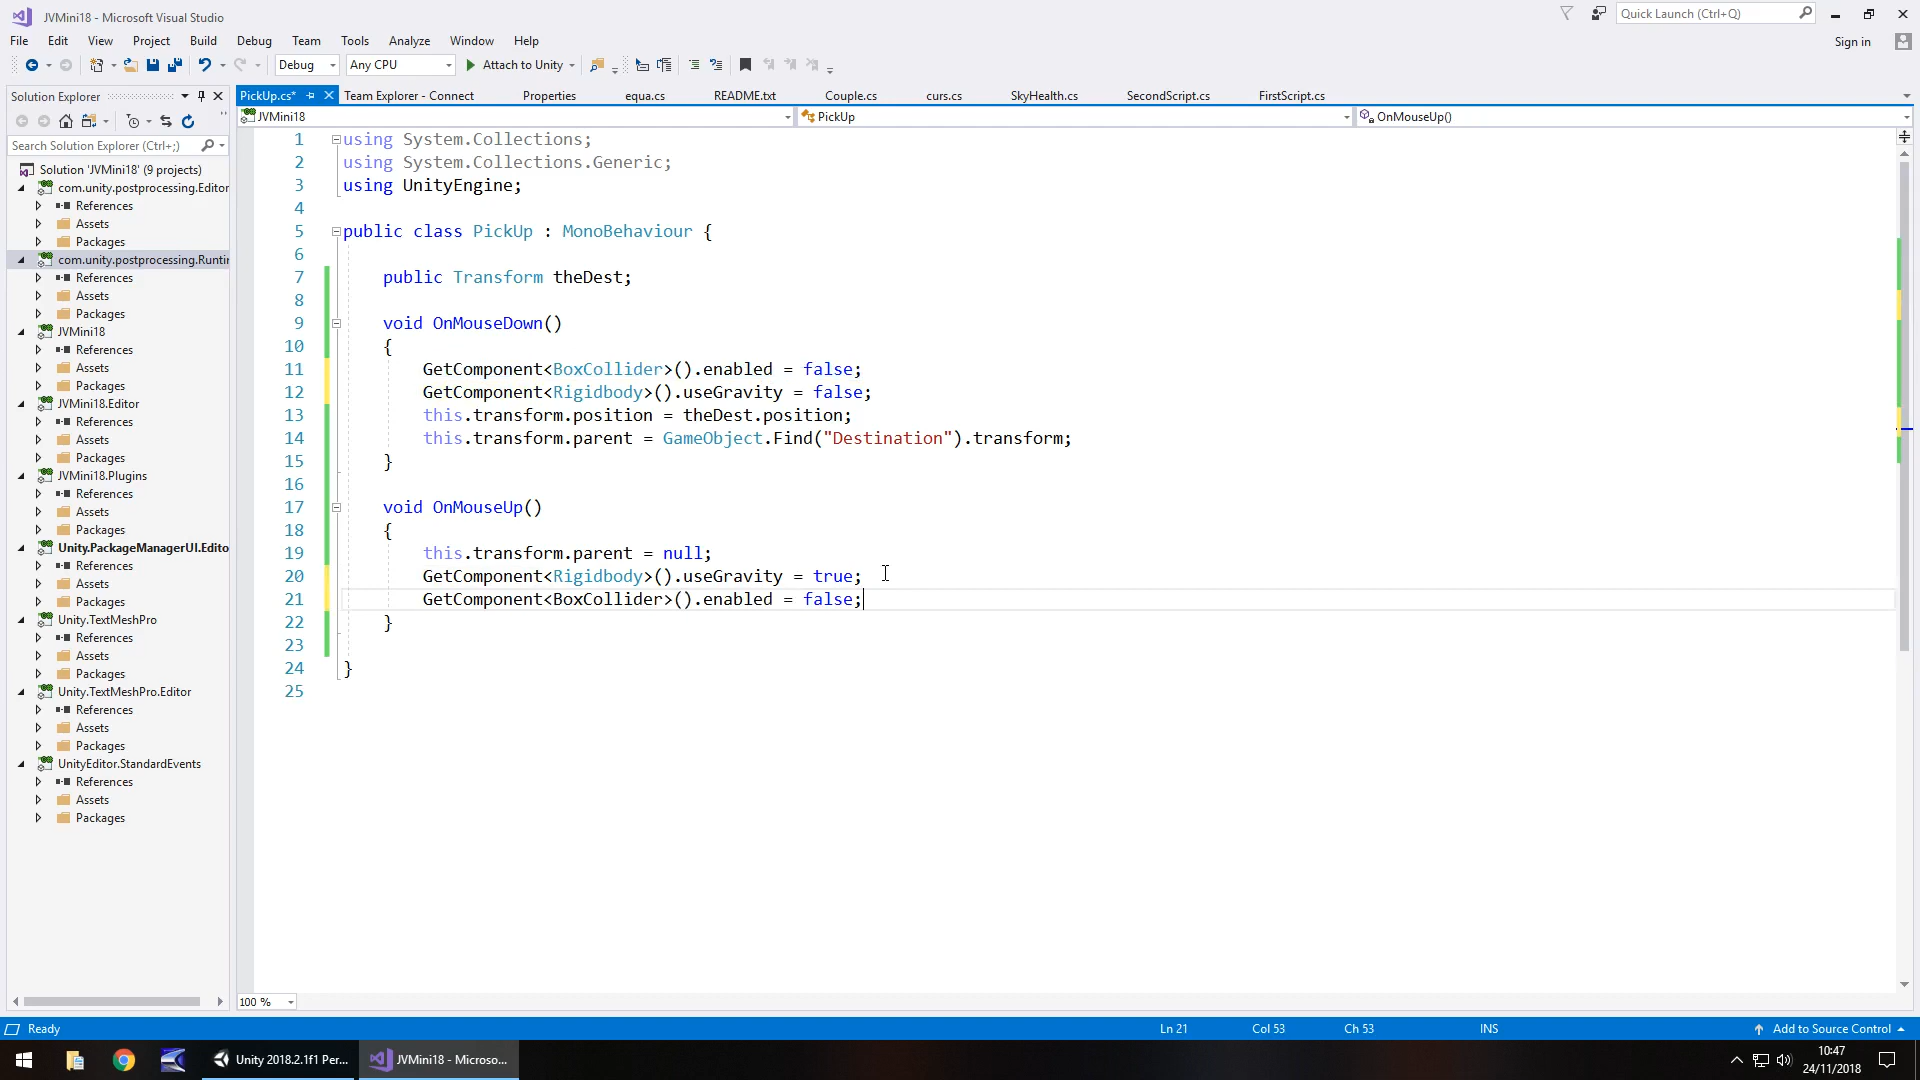 JVMini18 - Microsoft Visual Studio
Quick Launch (Ctrl+Q)
File Edit View Project Build Debug Team Tools Analyze Window Help
Sign in
Debug Any CPU Attach to Unity
Solution Explorer
Search Solution Explorer (Ctrl+;)
Solution 'JVMini18' (9 projects)
com.unity.postprocessing.Editor
References
Assets
Packages
com.unity.postprocessing.Runtir
References
Assets
Packages
JVMini18
References
Assets
Packages
JVMini18.Editor
References
Assets
Packages
JVMini18.Plugins
References
Assets
Packages
Unity.PackageManagerUI.Edito
References
Assets
Packages
Unity.TextMeshPro
References
Assets
Packages
Unity.TextMeshPro.Editor
References
Assets
Packages
UnityEditor.StandardEvents
References
Assets
Packages
PickUp.cs* Team Explorer - Connect Properties equa.cs README.txt Couple.cs curs.cs SkyHealth.cs SecondScript.cs FirstScript.cs
JVMini18 PickUp OnMouseUp()
1 using System.Collections;
2 using System.Collections.Generic;
3 using UnityEngine;
4
5 public class PickUp : MonoBehaviour {
6
7 public Transform theDest;
8
9 void OnMouseDown()
10 {
11 GetComponent<BoxCollider>().enabled = false;
12 GetComponent<Rigidbody>().useGravity = false;
13 this.transform.position = theDest.position;
14 this.transform.parent = GameObject.Find("Destination").transform;
15 }
16
17 void OnMouseUp()
18 {
19 this.transform.parent = null;
20 GetComponent<Rigidbody>().useGravity = true;
21 GetComponent<BoxCollider>().enabled = false;
22 }
23
24 }
25
100 %
Ready Ln 21 Col 53 Ch 53 INS Add to Source Control
Unity 2018.2.1f1 Per... JVMini18 - Microso...
10:47
24/11/2018